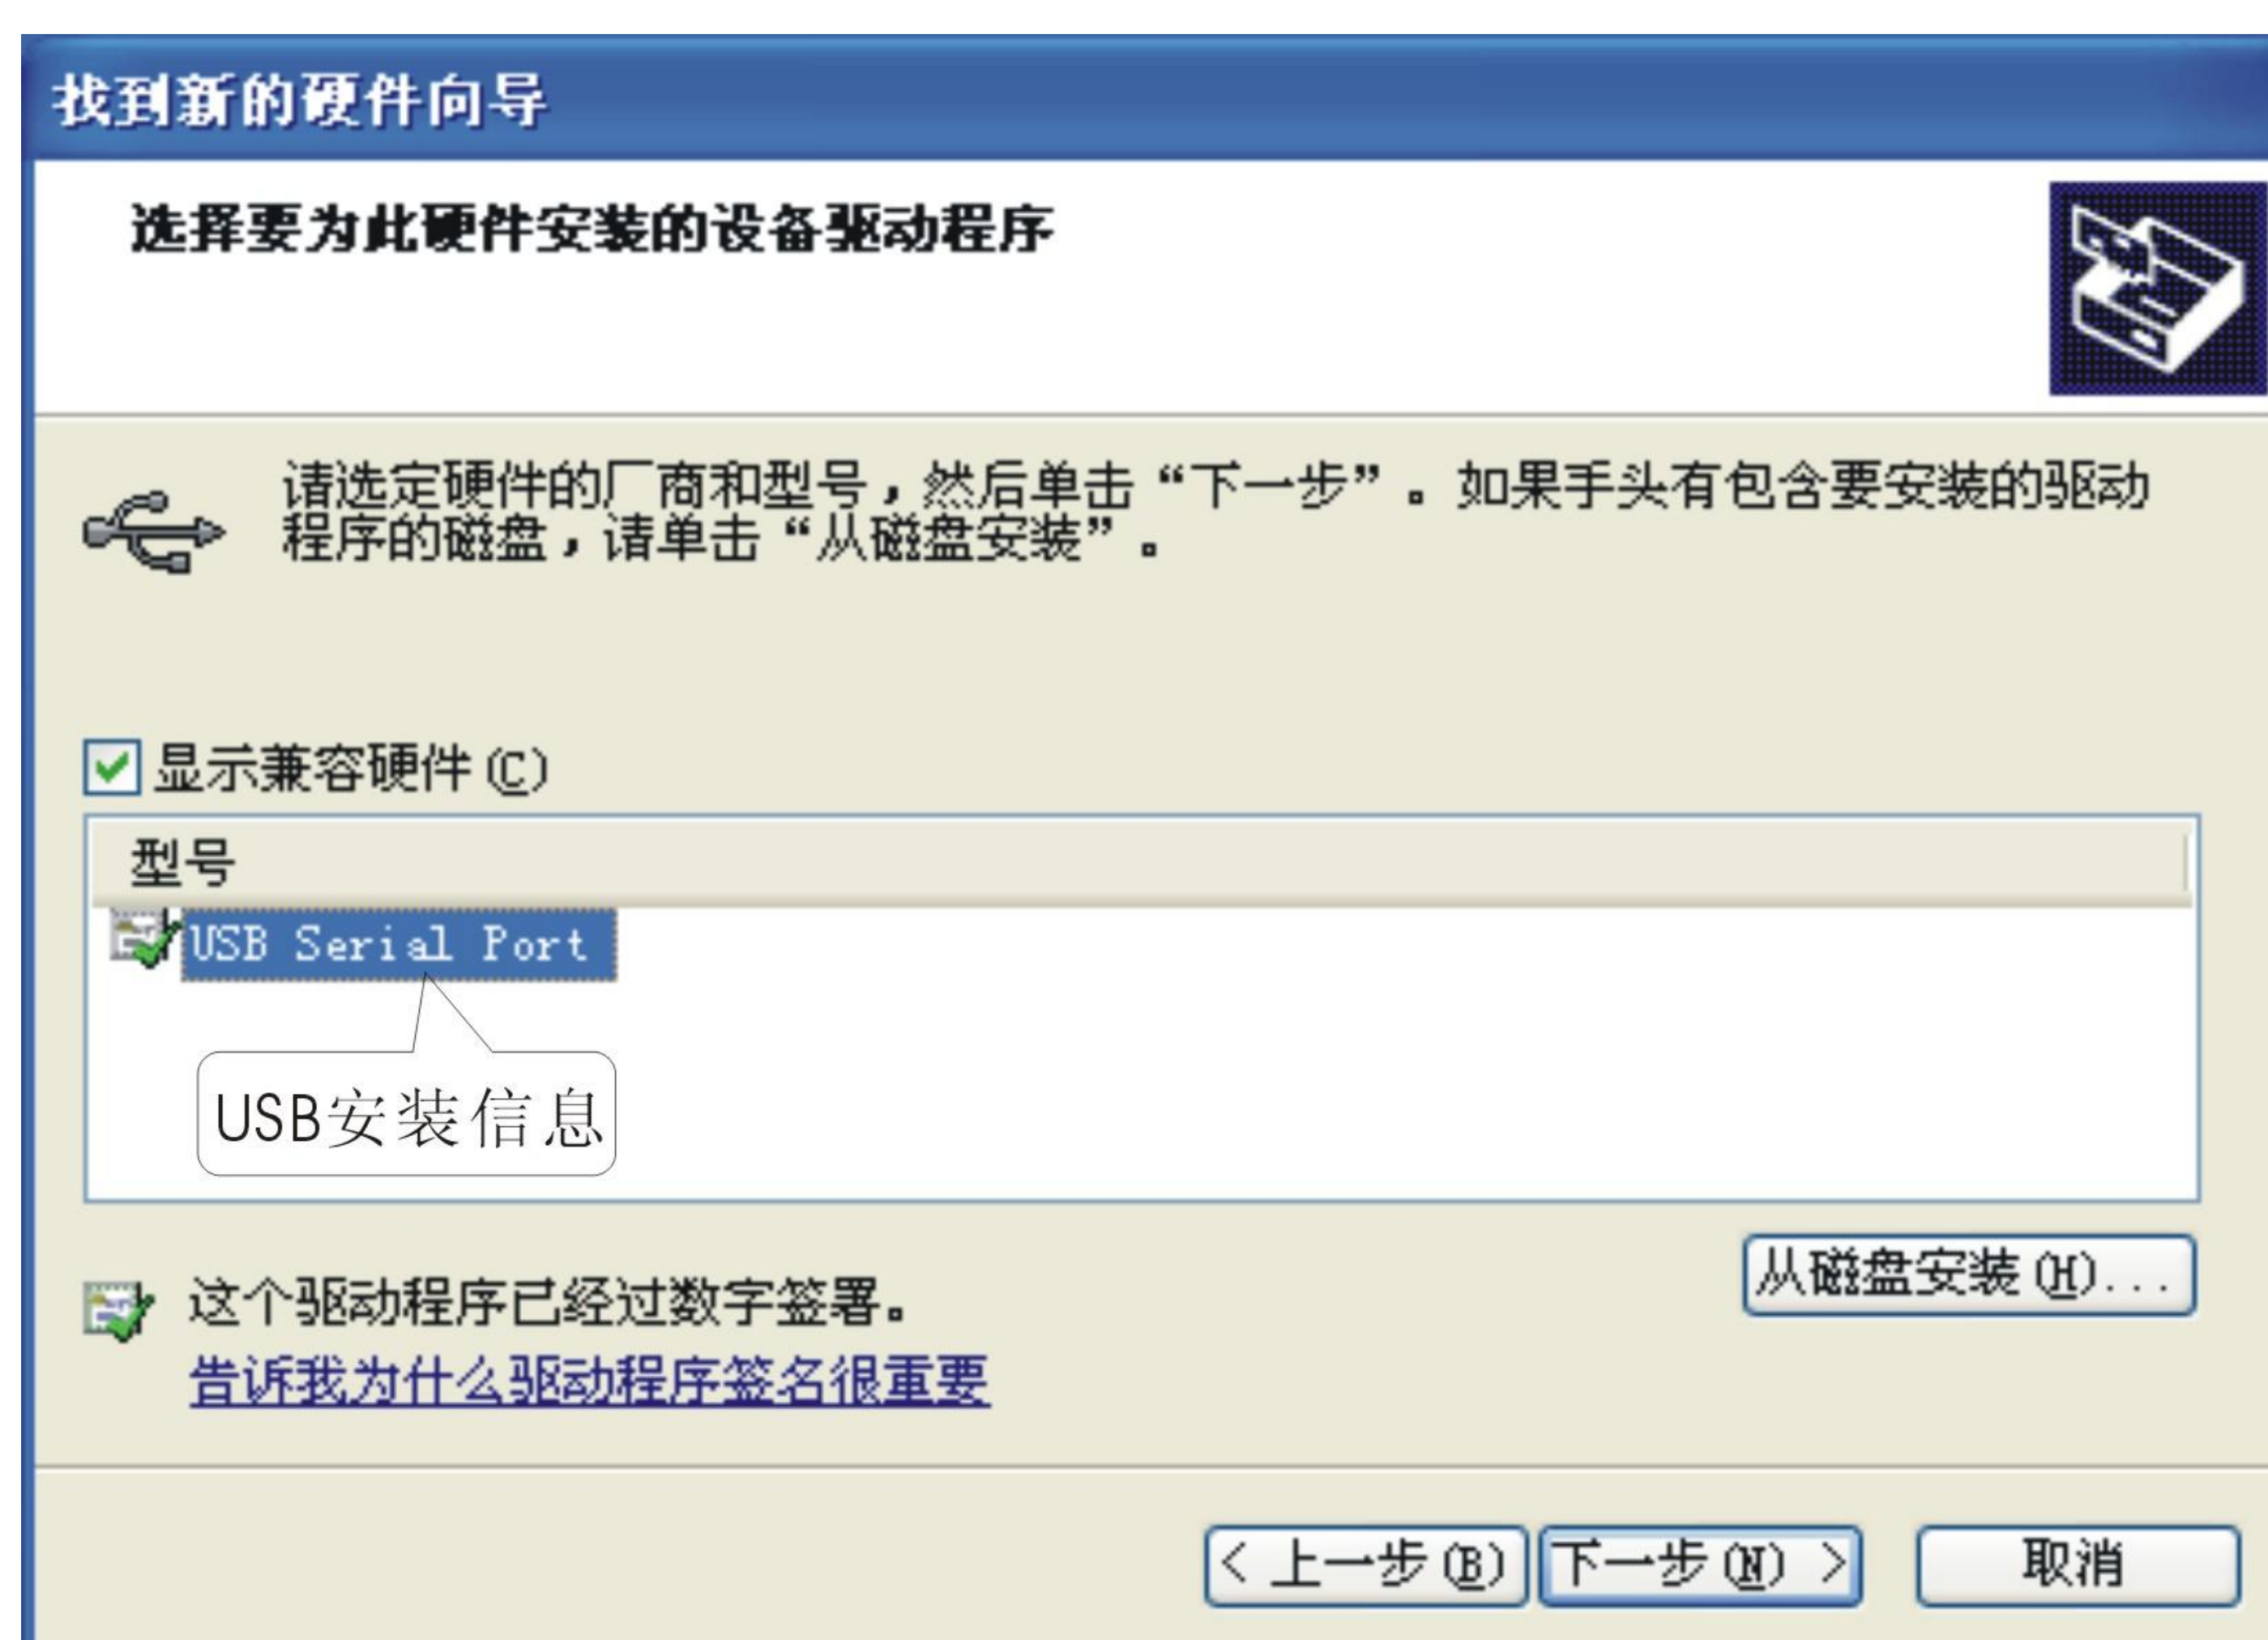 找到新的硬件向导
选择要为此硬件安装的设备驱动程序
请选定硬件的厂商和型号，然后单击“下一步”。如果手头有包含要安装的驱动
程序的磁盘，请单击“从磁盘安装”。
显示兼容硬件(C)
型号
USB Serial Port
USB安装信息
从磁盘安装(H)...
这个驱动程序已经过数字签署。
告诉我为什么驱动程序签名很重要
< 上一步(B)
下一步(N) >
取消